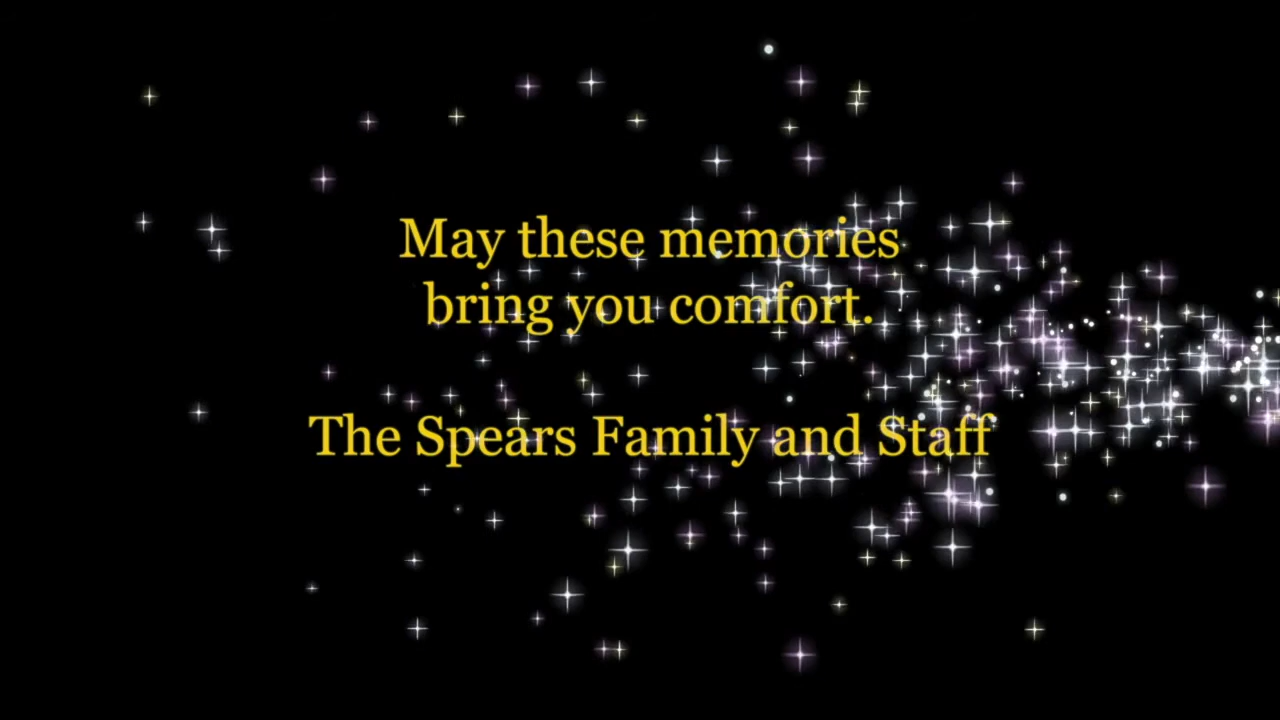 May these memories
bring you comfort.
The Spears Family and Staff